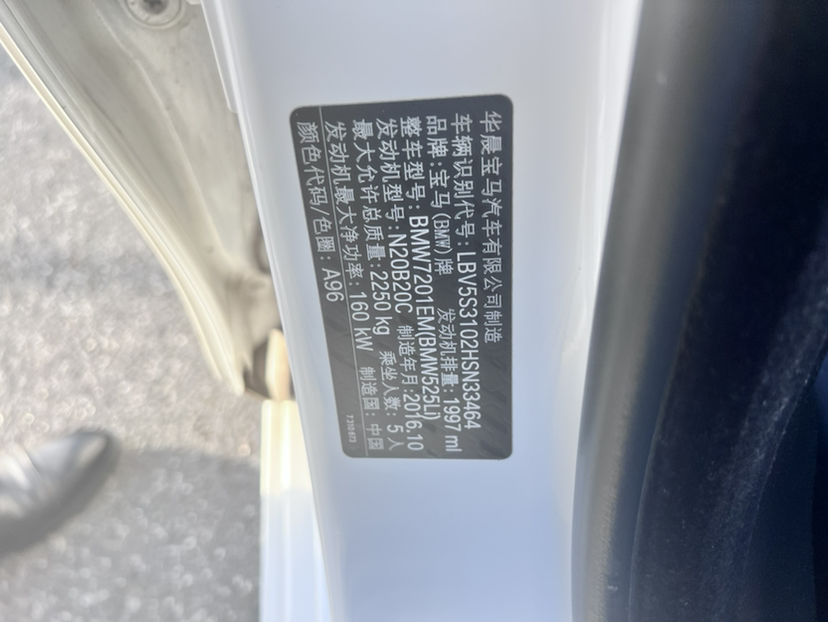 华晨宝马汽车有限公司制造
车辆识别代号: LBV5S3102HSN33464
品牌: 宝马(BMW)牌 发动机排量: 1997 ml
整车型号: BMW7201EM(BMW525Li)
发动机型号: N20B20C 制造年月: 2016.10
最大允许总质量: 2250 kg 乘坐人数: 5人
发动机最大净功率: 160 kW 制造国: 中国
颜色代码/色圈: A96